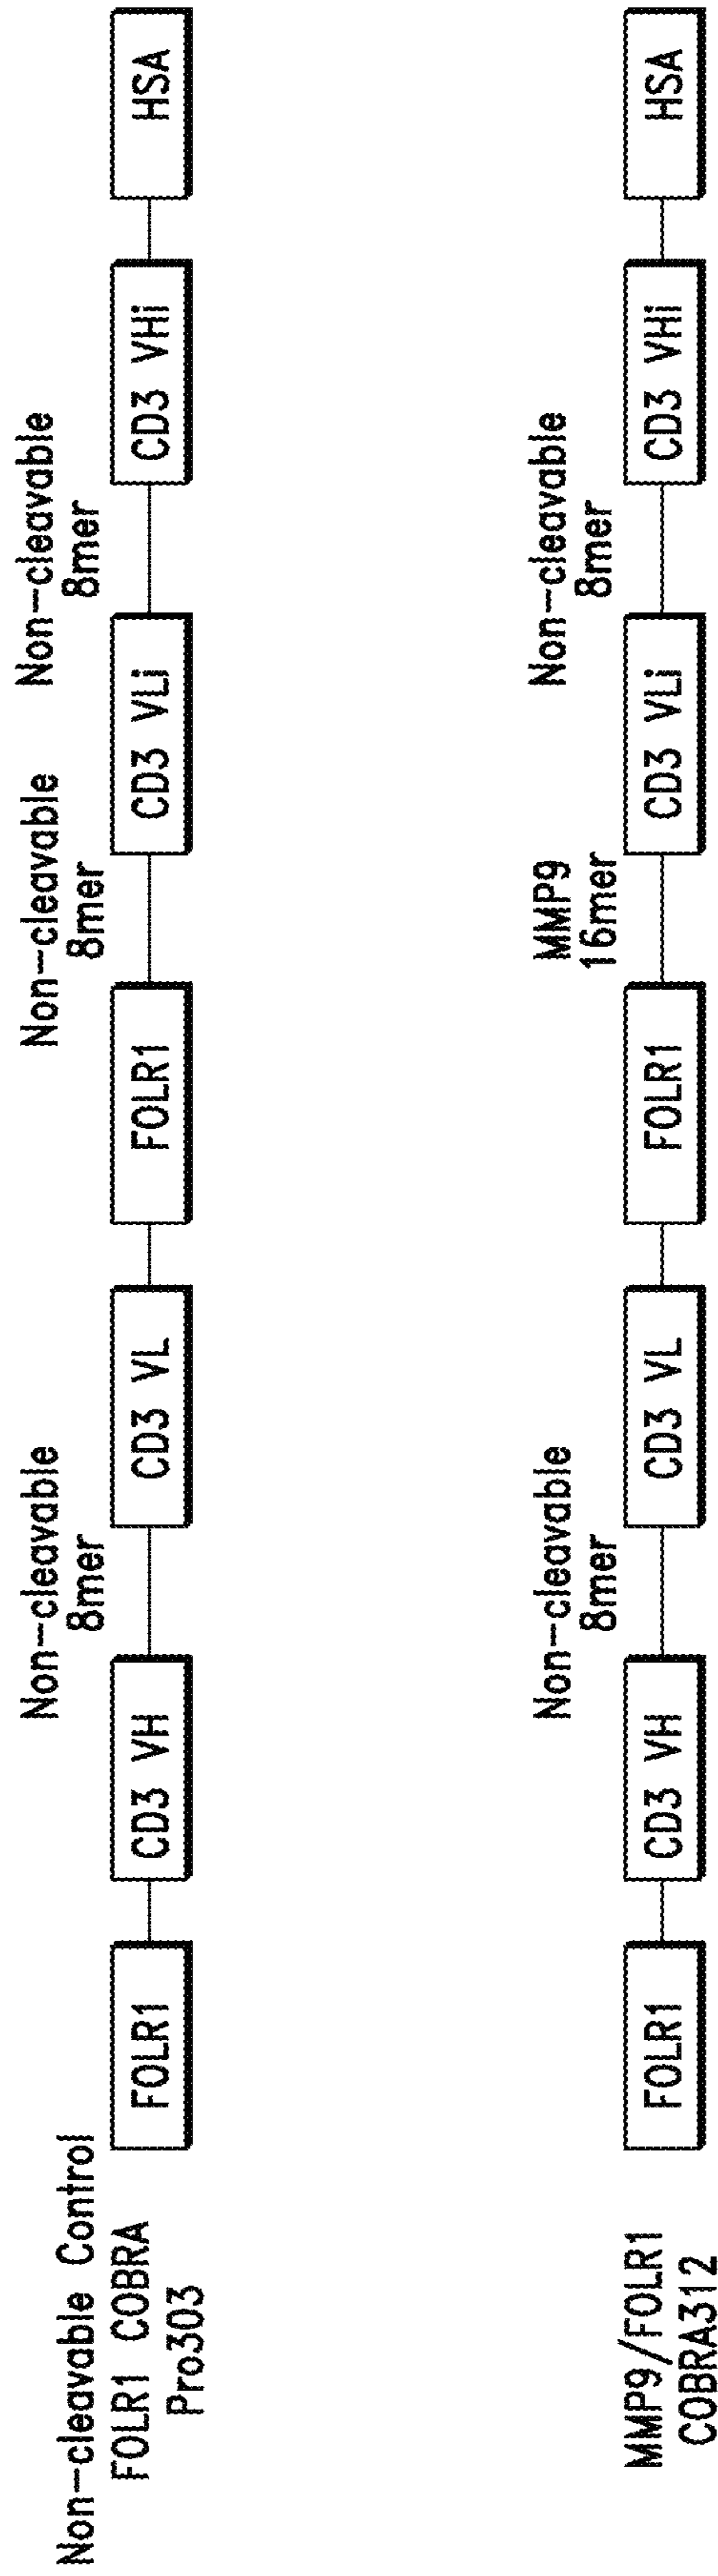 Non-cleavable Control
FOLR1 COBRA
Pro303
FOLR1
CD3 VH
Non-cleavable
8mer
CD3 VL
FOLR1
Non-cleavable
8mer
CD3 VLi
Non-cleavable
8mer
CD3 VHi
HSA
MMP9/FOLR1
COBRA312
FOLR1
CD3 VH
Non-cleavable
8mer
CD3 VL
FOLR1
MMP9
16mer
CD3 VLi
Non-cleavable
8mer
CD3 VHi
HSA